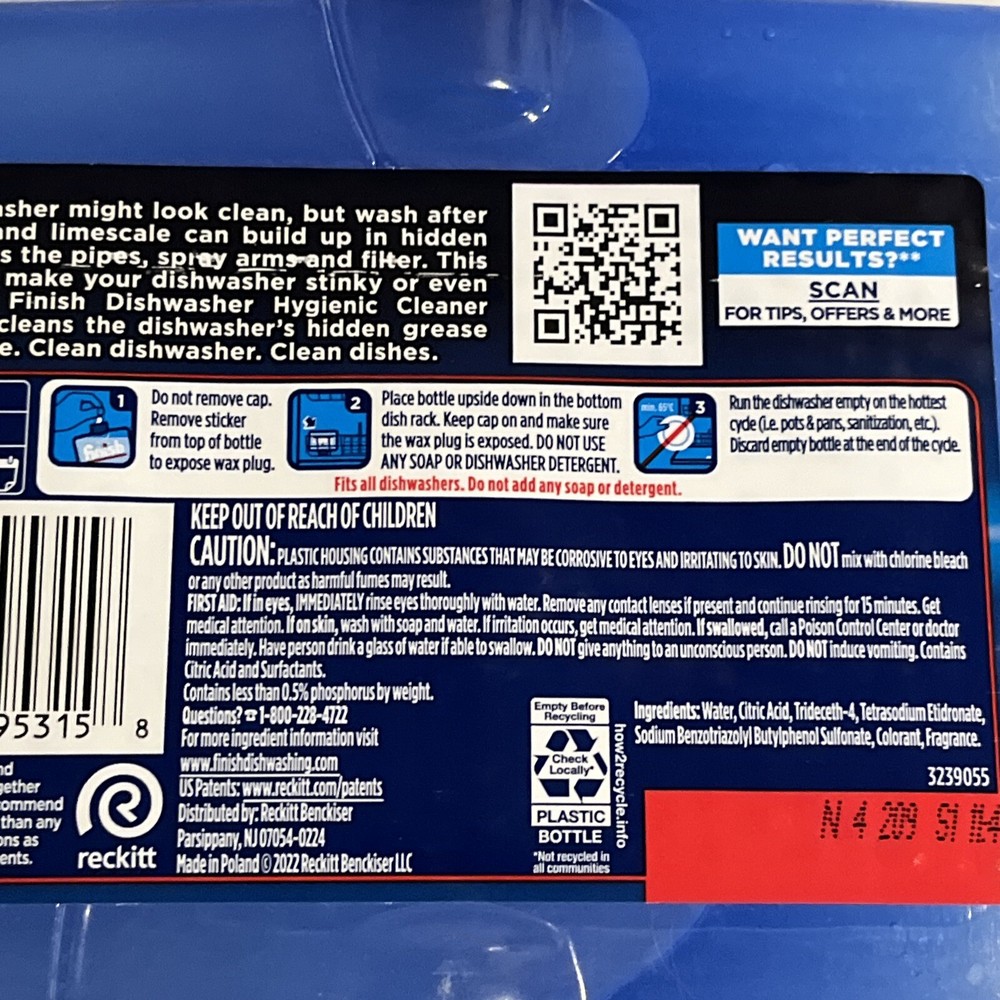 might look clean, but wash after
limescale can build up in hidden
the pipes, spray arms and filter. This
make your dishwasher stinky or even
Finish Dishwasher Hygienic Cleaner
cleans the dishwasher's hidden grease
Clean dishwasher. Clean dishes.
WANT PERFECT
RESULTS?**
SCAN
FOR TIPS, OFFERS & MORE
1
finish
Do not remove cap.
Remove sticker
from top of bottle
to expose wax plug.
2
Place bottle upside down in the bottom
dish rack. Keep cap on and make sure
the wax plug is exposed. DO NOT USE
ANY SOAP OR DISHWASHER DETERGENT.
min. 65°C
3
Run the dishwasher empty on the hottest
cycle (i.e. pots & pans, sanitization, etc.).
Discard empty bottle at the end of the cycle.
Fits all dishwashers. Do not add any soap or detergent.
KEEP OUT OF REACH OF CHILDREN
CAUTION: PLASTIC HOUSING CONTAINS SUBSTANCES THAT MAY BE CORROSIVE TO EYES AND IRRITATING TO SKIN. DO NOT mix with chlorine bleach
or any other product as harmful fumes may result.
FIRST AID: If in eyes, IMMEDIATELY rinse eyes thoroughly with water. Remove any contact lenses if present and continue rinsing for 15 minutes. Get
medical attention. If on skin, wash with soap and water. If irritation occurs, get medical attention. If swallowed, call a Poison Control Center or doctor
immediately. Have person drink a glass of water if able to swallow. DO NOT give anything to an unconscious person. DO NOT induce vomiting. Contains
Citric Acid and Surfactants.
Contains less than 0.5% phosphorus by weight.
Questions? ☎ 1-800-228-4722
For more ingredient information visit
www.finishdishwashing.com
US Patents: www.reckitt.com/patents
Distributed by: Reckitt Benckiser
Parsippany, NJ 07054-0224
Made in Poland © 2022 Reckitt Benckiser LLC
95315 8
than any
as
reckitt
Empty Before
Recycling
Check
Locally*
PLASTIC
BOTTLE
*Not recycled in
all communities
how2recycle.info
Ingredients: Water, Citric Acid, Trideceth-4, Tetrasodium Etidronate,
Sodium Benzotriazolyl Butylphenol Sulfonate, Colorant, Fragrance.
3239055
N 4 209